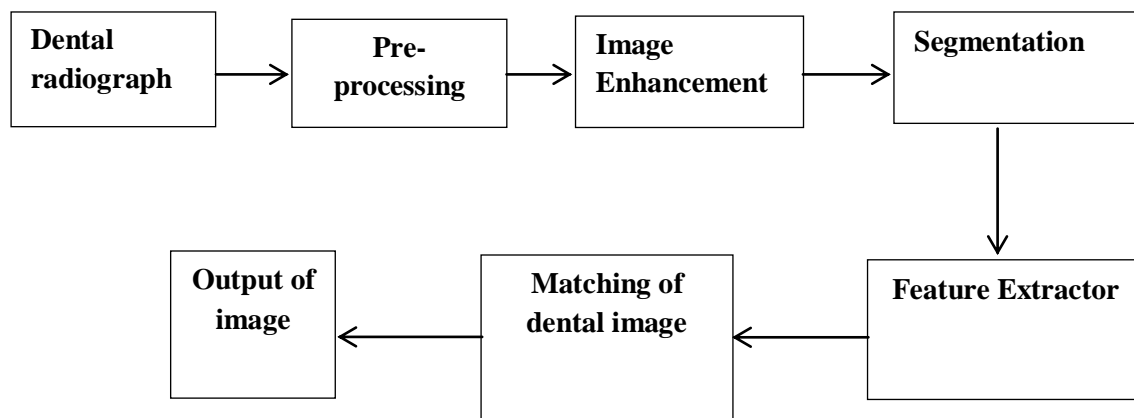 Dental
radiograph
Pre-
processing
Image
Enhancement
Segmentation
Feature Extractor
Matching of
dental image
Output of
image